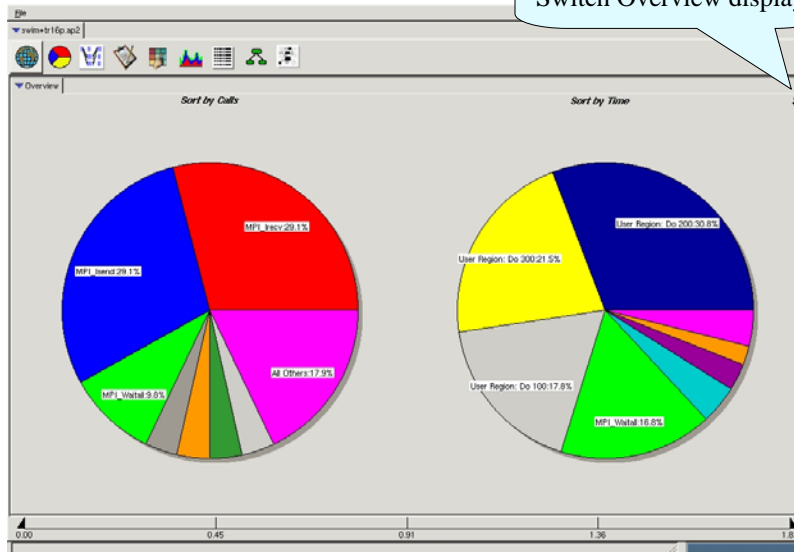 Switch Overview display
File
swim+tr16p.ap2
Overview
Sort by Calls
Sort by Time
MPI_Irecv:29.1%
MPI_Isend:29.1%
MPI_Waitall:9.8%
All Others:17.9%
User Region: Do 200:30.8%
User Region: Do 300:21.5%
User Region: Do 100:17.8%
MPI_Waitall:16.8%
0.00 0.45 0.91 1.36